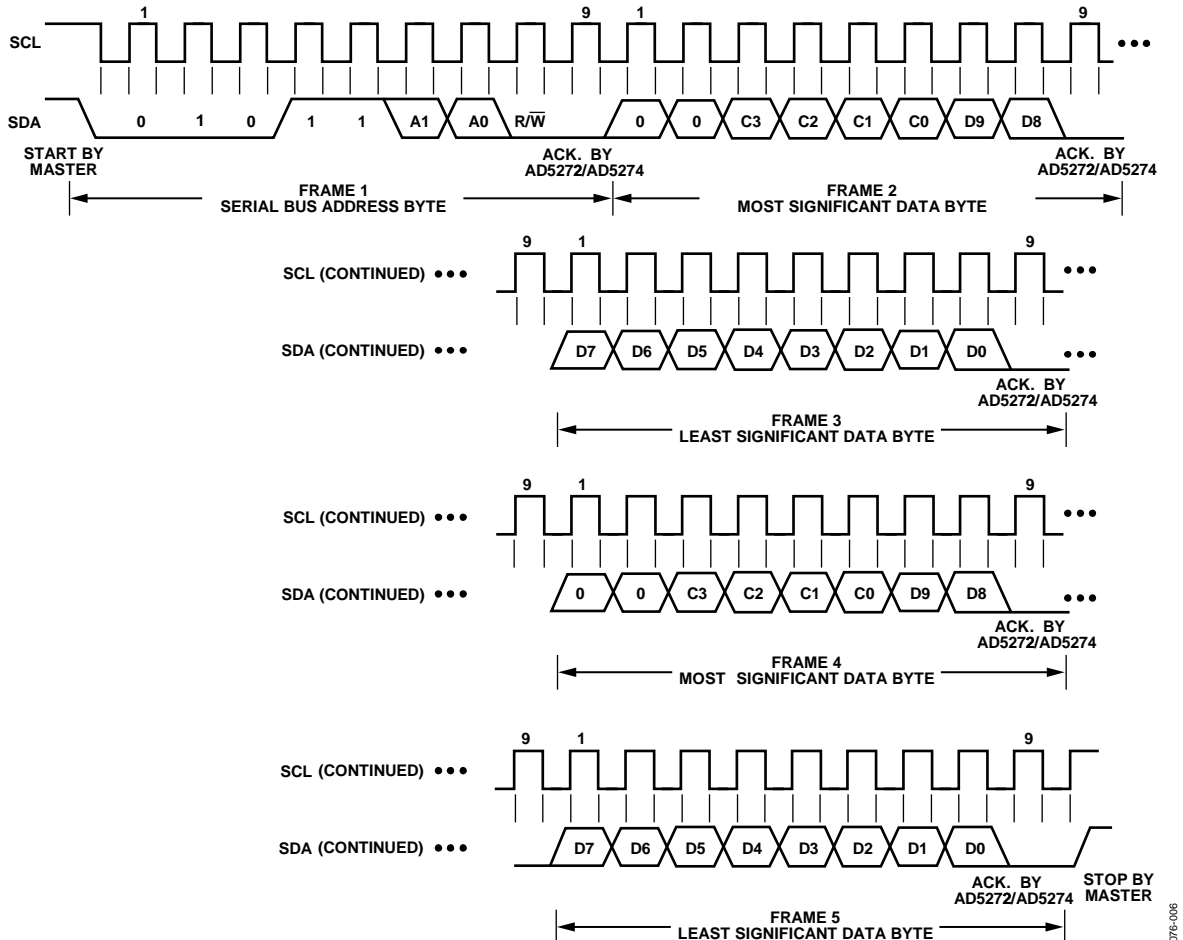 1 9 1 9
SCL
SDA 0 1 0 1 1 A1 A0 R/W̅ 0 0 C3 C2 C1 C0 D9 D8
START BY
MASTER
ACK. BY
AD5272/AD5274
ACK. BY
AD5272/AD5274
FRAME 1
SERIAL BUS ADDRESS BYTE
FRAME 2
MOST SIGNIFICANT DATA BYTE
9 1 9
SCL (CONTINUED)
SDA (CONTINUED) D7 D6 D5 D4 D3 D2 D1 D0
ACK. BY
AD5272/AD5274
FRAME 3
LEAST SIGNIFICANT DATA BYTE
9 1 9
SCL (CONTINUED)
SDA (CONTINUED) 0 0 C3 C2 C1 C0 D9 D8
ACK. BY
AD5272/AD5274
FRAME 4
MOST SIGNIFICANT DATA BYTE
9 1 9
SCL (CONTINUED)
SDA (CONTINUED) D7 D6 D5 D4 D3 D2 D1 D0
ACK. BY
AD5272/AD5274
STOP BY
MASTER
FRAME 5
LEAST SIGNIFICANT DATA BYTE